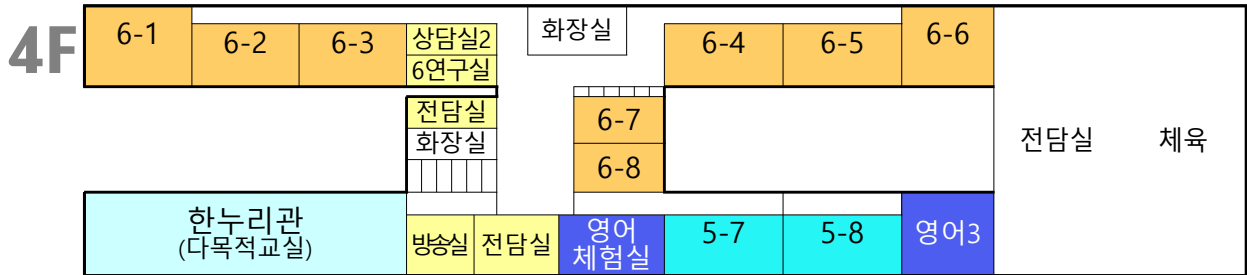 4F
6-1
6-2
6-3
상담실2
6연구실
화장실
6-4
6-5
6-6
전담실
화장실
6-7
6-8
전담실 체육
한누리관
(다목적교실)
방송실
전담실
영어
체험실
5-7
5-8
영어3